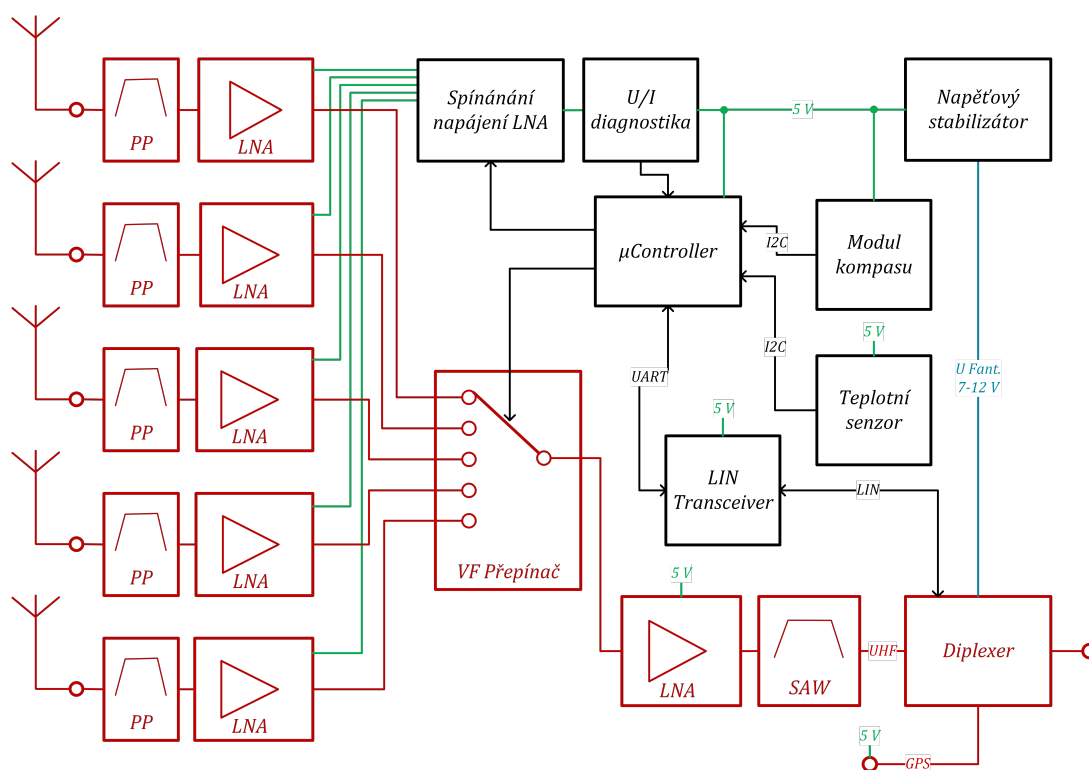 PP
LNA
Spínánání
napájení LNA
U/I
diagnostika
5 V
Napěťový
stabilizátor
PP
LNA
µController
I2C
Modul
kompasu
PP
LNA
UART
I2C
5 V
Teplotní
senzor
U Fant.
7-12 V
5 V
LIN
Transceiver
LIN
PP
LNA
VF Přepínač
5 V
LNA
SAW
UHF
Diplexer
PP
LNA
5 V
GPS